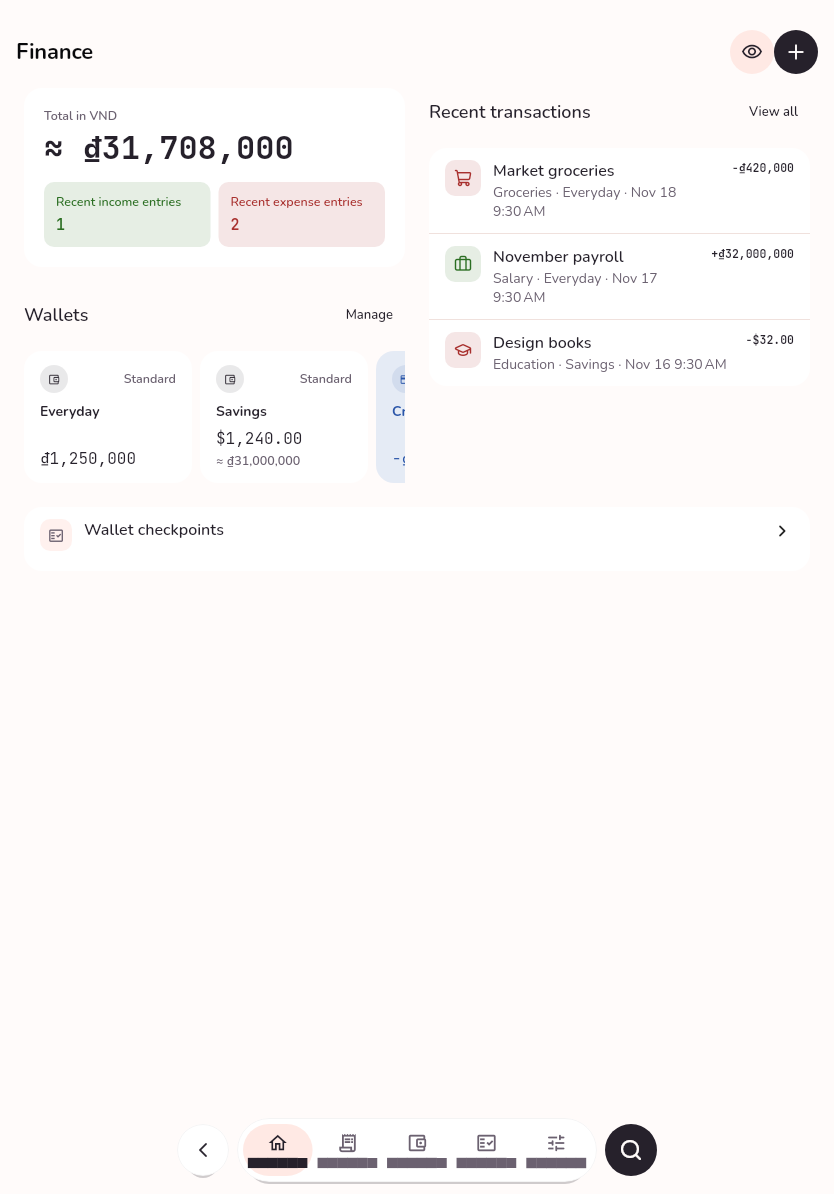 Finance
Total in VND
≈ ₫31,708,000
Recent income entries
1
Recent expense entries
2
Wallets
Manage
Standard
Everyday
₫1,250,000
Standard
Savings
$1,240.00
≈ ₫31,000,000
Recent transactions
View all
Market groceries
-₫420,000
Groceries · Everyday · Nov 18
9:30 AM
November payroll
+₫32,000,000
Salary · Everyday · Nov 17
9:30 AM
Design books
-$32.00
Education · Savings · Nov 16 9:30 AM
Wallet checkpoints